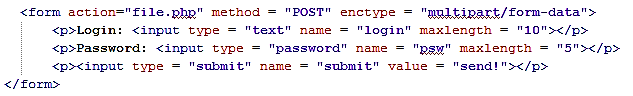 <form action="file.php" method = "POST" enctype = "multipart/form-data">
<p>Login: <input type = "text" name = "login" maxlength = "10"></p>
<p>Password: <input type = "password" name = "psw" maxlength = "5"></p>
<p><input type = "submit" name = "submit" value = "send!"></p>
</form>